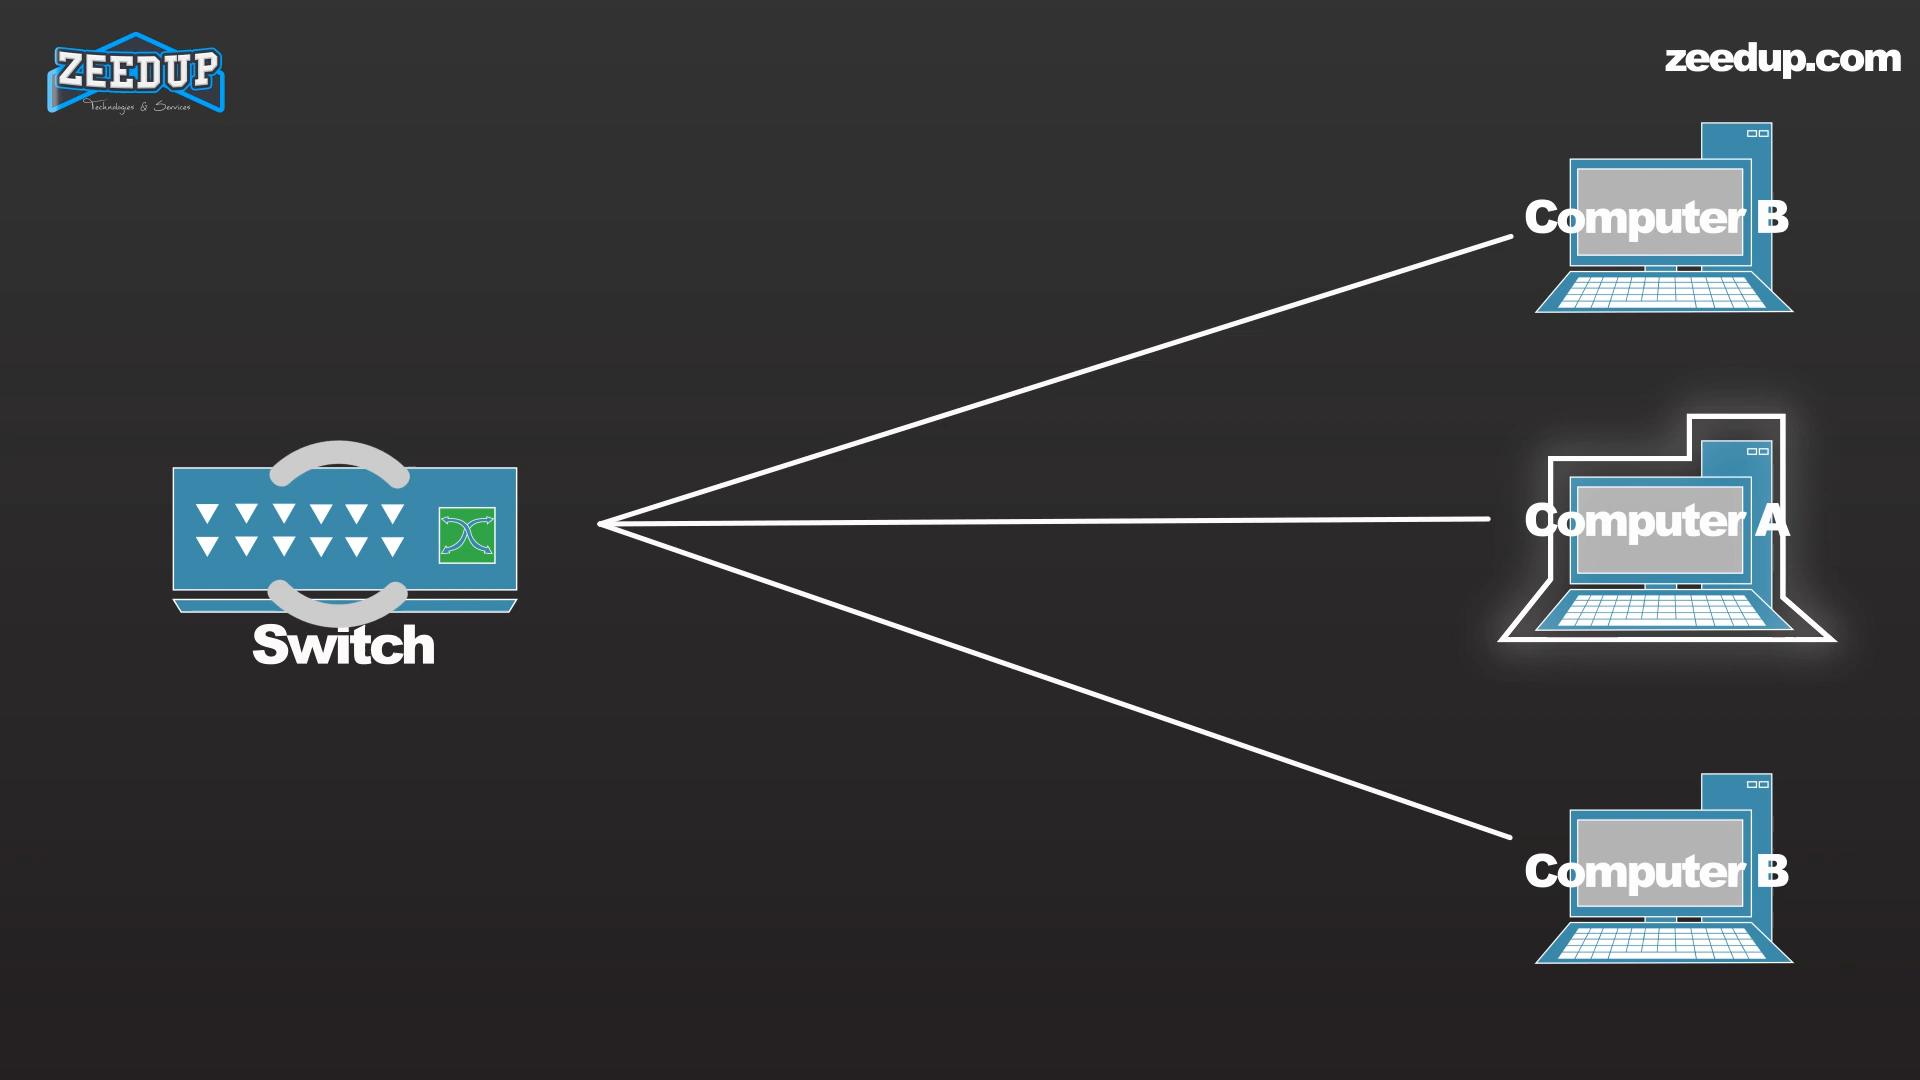 ZEEDUP
Technologies & Services
zeedup.com
Computer B
Computer A
Switch
Computer B